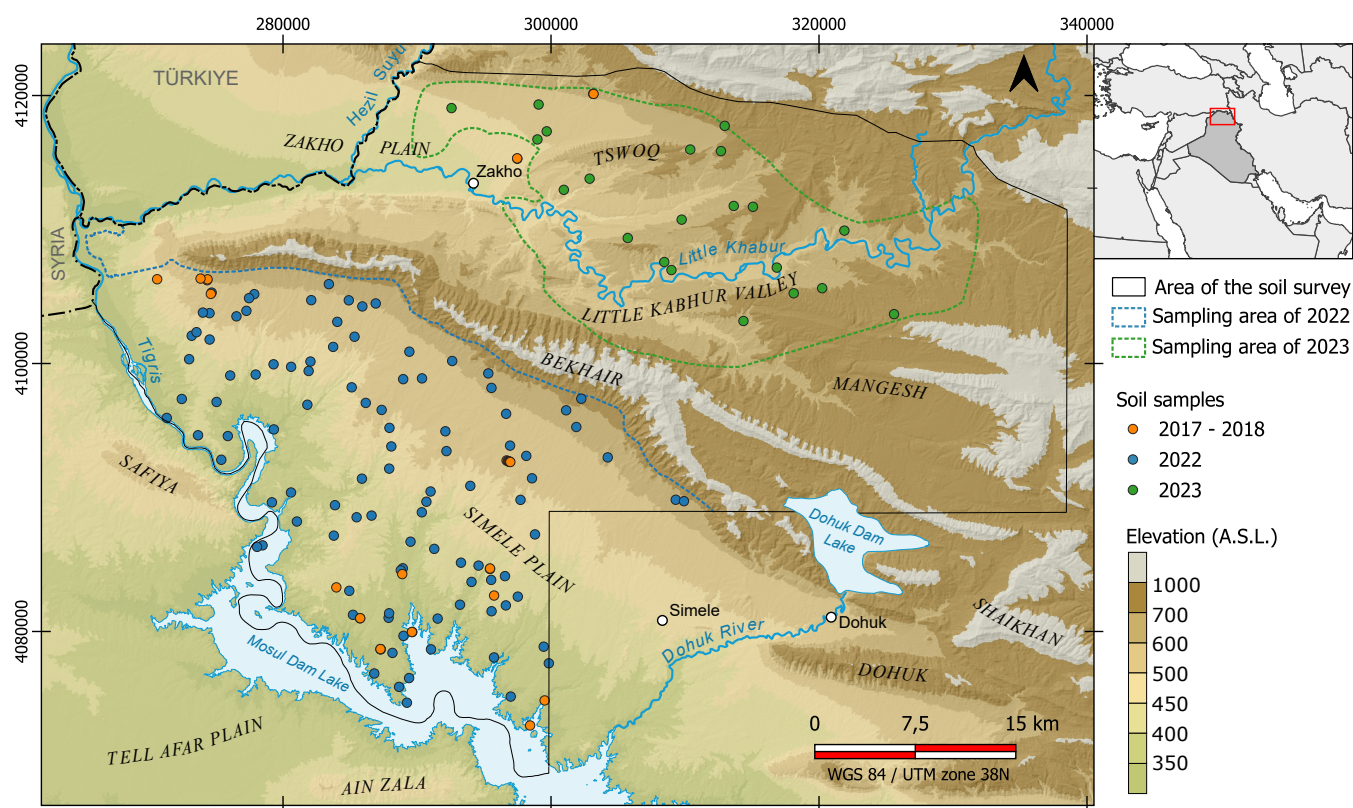 280000
300000
320000
340000
4120000
4100000
4080000
TÜRKIYE
Hezil Suyu
ZAKHO PLAIN
Zakho
TSWOQ
SYRIA
Little Khabur
LITTLE KABHUR VALLEY
Tigris
BEKHAIR
MANGESH
SAFIYA
SIMELE PLAIN
Dohuk Dam
Lake
Simele
Dohuk
Dohuk River
SHAIKHAN
DOHUK
Mosul Dam Lake
TELL AFAR PLAIN
AIN ZALA
0
7,5
15 km
WGS 84 / UTM zone 38N
Area of the soil survey
Sampling area of 2022
Sampling area of 2023
Soil samples
2017 - 2018
2022
2023
Elevation (A.S.L.)
1000
700
600
500
450
400
350